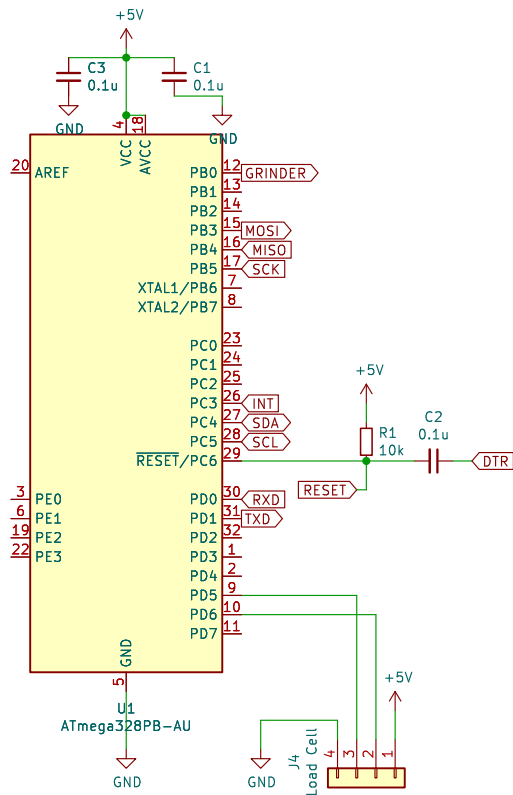 +5V
C3
0.1u
C1
0.1u
GND
GND
4
18
VCC
AVCC
20
AREF
PB0
12
GRINDER
PB1
13
PB2
14
PB3
15
MOSI
PB4
16
MISO
PB5
17
SCK
XTAL1/PB6
7
XTAL2/PB7
8
PC0
23
PC1
24
PC2
25
PC3
26
INT
PC4
27
SDA
PC5
28
SCL
RESET/PC6
29
+5V
R1
10k
C2
0.1u
DTR
RESET
3
PE0
6
PE1
19
PE2
22
PE3
PD0
30
RXD
PD1
31
TXD
PD2
32
PD3
1
PD4
2
PD5
9
PD6
10
PD7
11
GND
5
U1
ATmega328PB-AU
GND
GND
+5V
J4
Load Cell
4
3
2
1